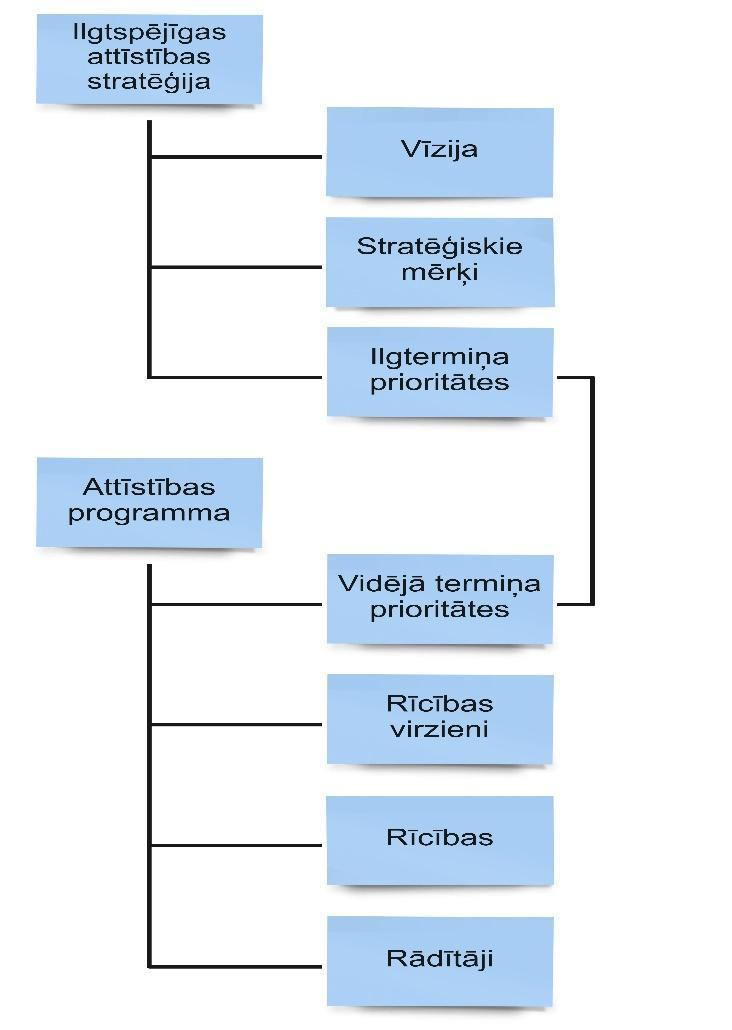 Ilgtspējīgas
attīstības
stratēģija
Vīzija
Stratēģiskie
mērķi
Ilgtermiņa
prioritātes
Attīstības
programma
Vidējā termiņa
prioritātes
Rīcības
virzieni
Rīcības
Rādītāji